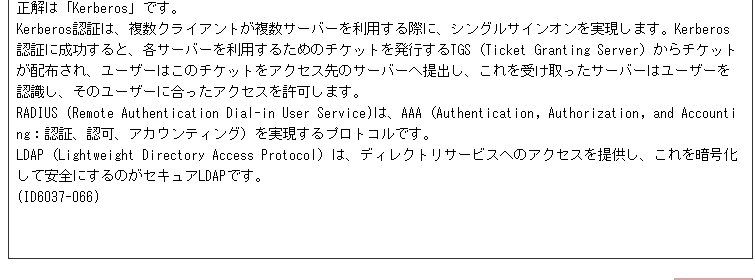 正解は「Kerberos」です。
Kerberos認証は、複数クライアントが複数サーバーを利用する際に、シングルサインオンを実現します。Kerberos
認証に成功すると、各サーバーを利用するためのチケットを発行するTGS (Ticket Granting Server) からチケット
が配布され、ユーザーはこのチケットをアクセス先のサーバーへ提出し、これを受け取ったサーバーはユーザーを
認識し、そのユーザーに合ったアクセスを許可します。
RADIUS (Remote Authentication Dial-in User Service)は、AAA (Authentication, Authorization, and Accounti
ng：認証、認可、アカウンティング) を実現するプロトコルです。
LDAP (Lightweight Directory Access Protocol) は、ディレクトリサービスへのアクセスを提供し、これを暗号化
して安全にするのがセキュアLDAPです。
(ID6037-066)